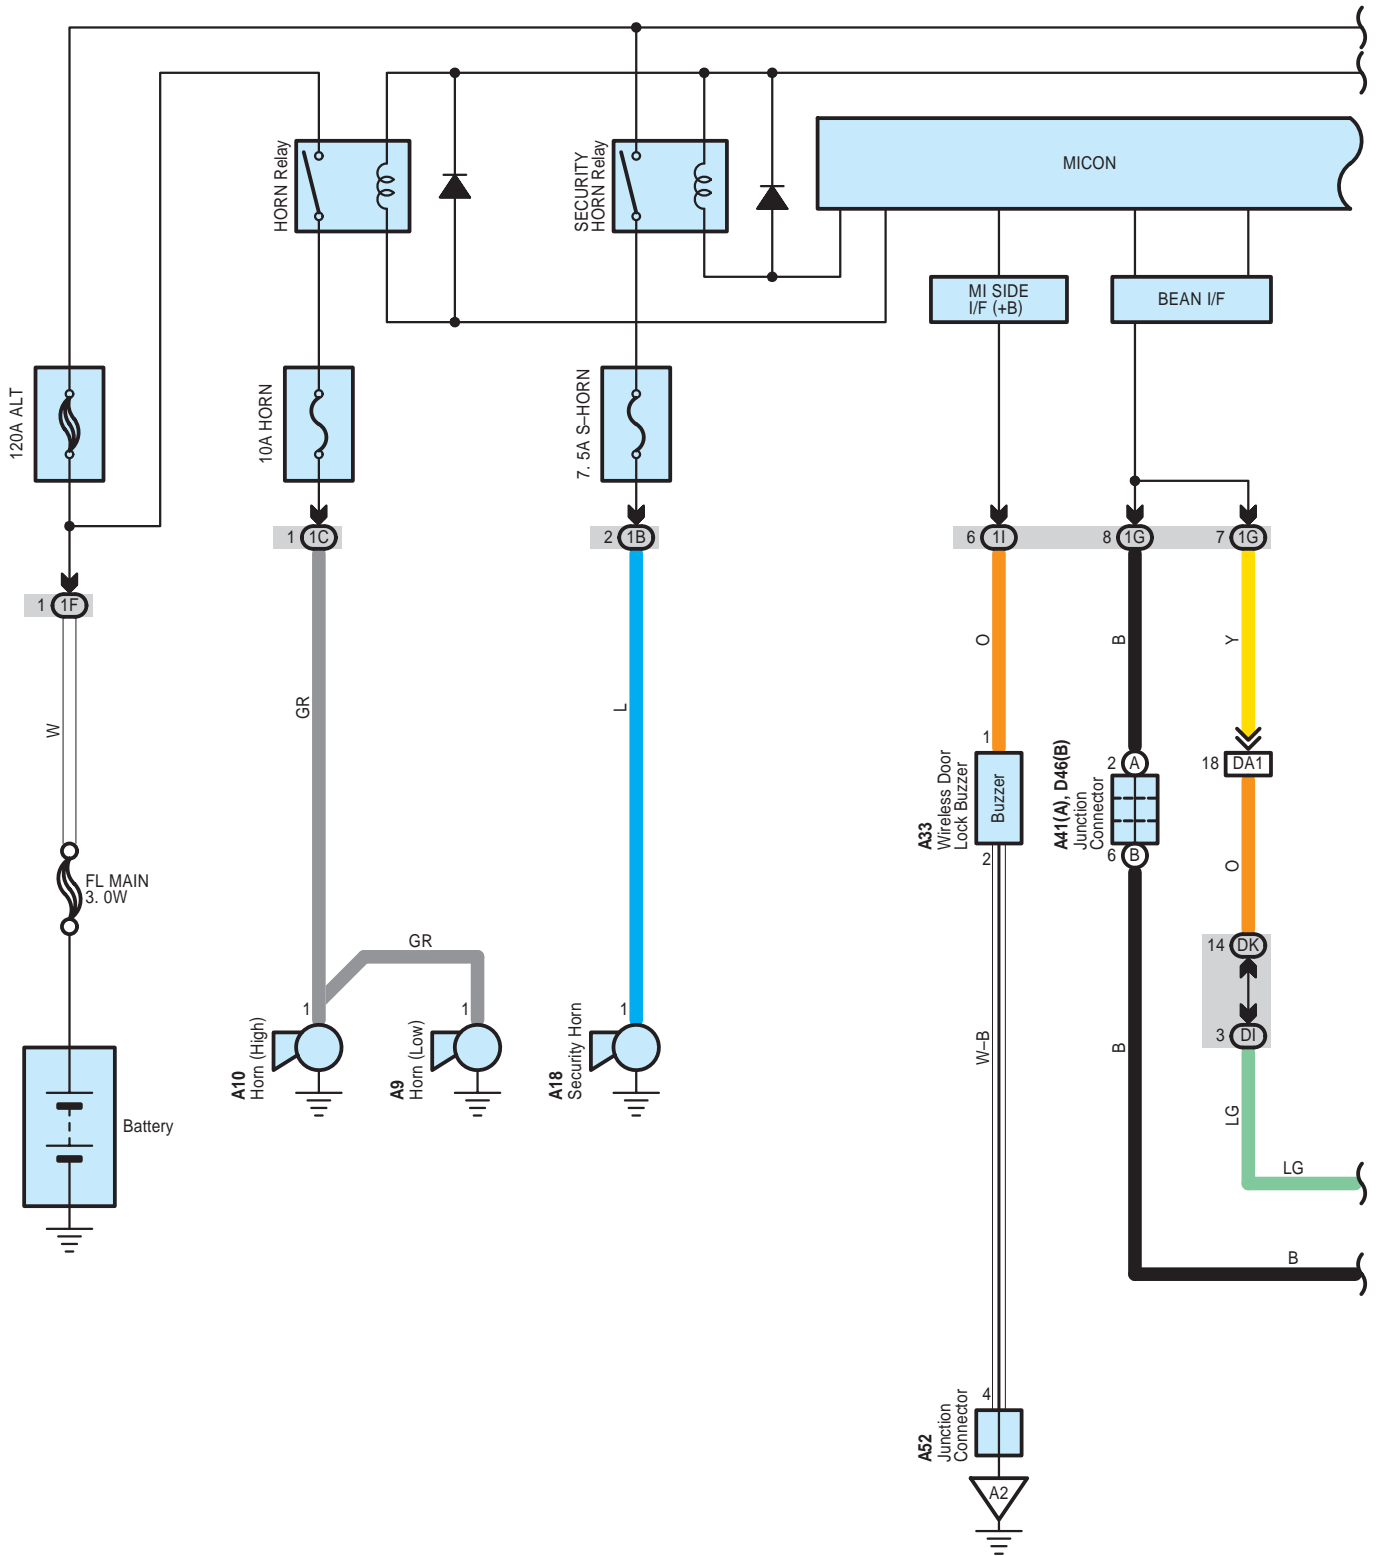 HORN Relay
SECURITY
HORN Relay
MICON
MI SIDE
I/F (+B)
BEAN I/F
120A ALT
10A HORN
7. 5A S–HORN
1 1C
2 1B
6 1I
8 1G
7 1G
1 1F
W
GR
L
O
B
Y
FL MAIN
3. 0W
1
A33
Wireless Door
Lock Buzzer
Buzzer
2
A41(A), D46(B)
Junction
Connector
2 A
6 B
18 DA1
O
GR
14 DK
3 DI
1
A10
Horn (High)
1
A9
Horn (Low)
1
A18
Security Horn
W–B
B
LG
LG
Battery
B
4
A52
Junction
Connector
A2